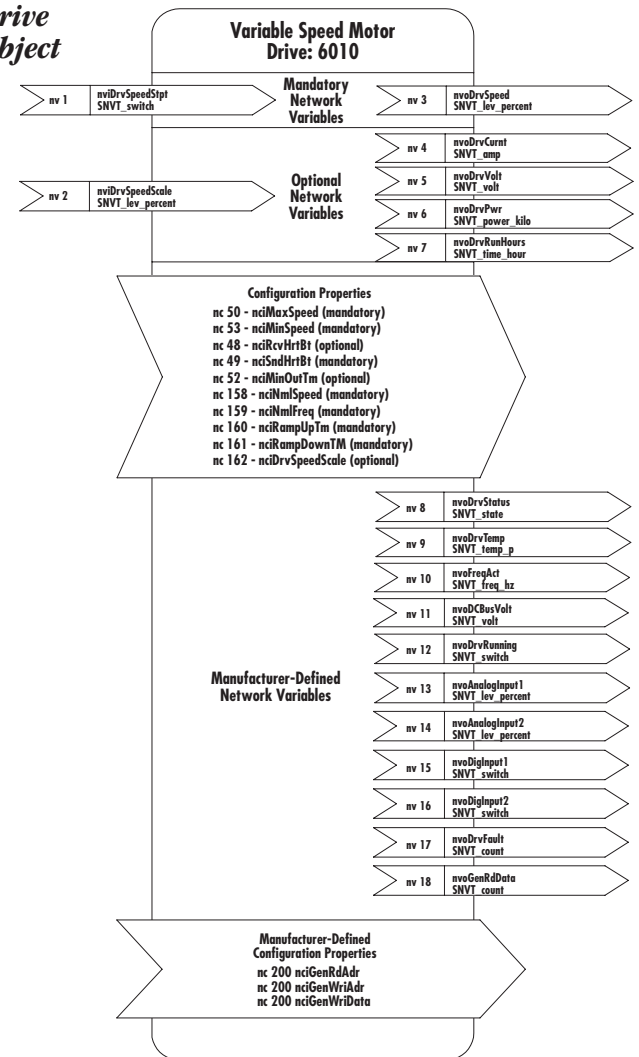 rive
bject
Variable Speed Motor
Drive: 6010
Mandatory
Network
Variables
nv 1
nviDrvSpeedStpt
SNVT_switch
nv 3
nvoDrvSpeed
SNVT_lev_percent
Optional
Network
Variables
nv 2
nviDrvSpeedScale
SNVT_lev_percent
nv 4
nvoDrvCurnt
SNVT_amp
nv 5
nvoDrvVolt
SNVT_volt
nv 6
nvoDrvPwr
SNVT_power_kilo
nv 7
nvoDrvRunHours
SNVT_time_hour
Configuration Properties
nc 50 - nciMaxSpeed (mandatory)
nc 53 - nciMinSpeed (mandatory)
nc 48 - nciRcvHrtBt (optional)
nc 49 - nciSndHrtBt (mandatory)
nc 52 - nciMinOutTm (optional)
nc 158 - nciNmlSpeed (mandatory)
nc 159 - nciNmlFreq (mandatory)
nc 160 - nciRampUpTm (mandatory)
nc 161 - nciRampDownTM (mandatory)
nc 162 - nciDrvSpeedScale (optional)
Manufacturer-Defined
Network Variables
nv 8
nvoDrvStatus
SNVT_state
nv 9
nvoDrvTemp
SNVT_temp_p
nv 10
nvoFreqAct
SNVT_freq_hz
nv 11
nvoDCBusVolt
SNVT_volt
nv 12
nvoDrvRunning
SNVT_switch
nv 13
nvoAnalogInput1
SNVT_lev_percent
nv 14
nvoAnalogInput2
SNVT_lev_percent
nv 15
nvoDigInput1
SNVT_switch
nv 16
nvoDigInput2
SNVT_switch
nv 17
nvoDrvFault
SNVT_count
nv 18
nvoGenRdData
SNVT_count
Manufacturer-Defined
Configuration Properties
nc 200 nciGenRdAdr
nc 200 nciGenWriAdr
nc 200 nciGenWriData